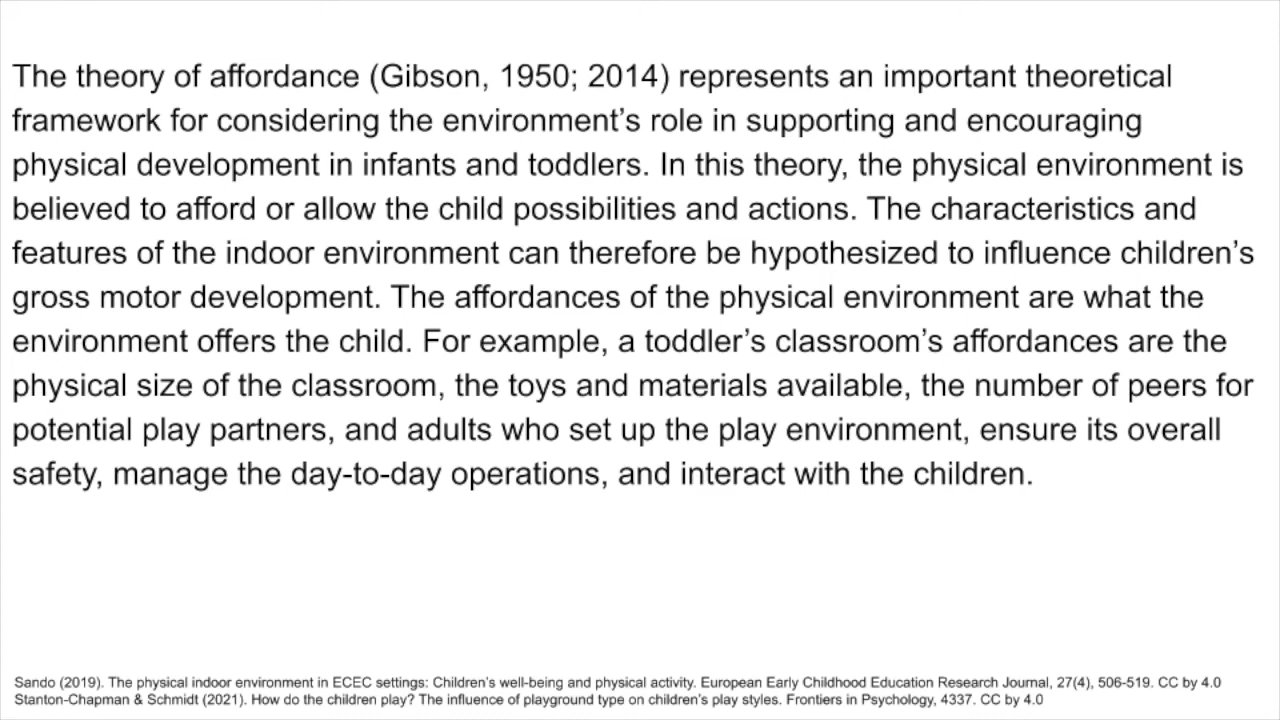 The theory of affordance (Gibson, 1950; 2014) represents an important theoretical
framework for considering the environment’s role in supporting and encouraging
physical development in infants and toddlers. In this theory, the physical environment is
believed to afford or allow the child possibilities and actions. The characteristics and
features of the indoor environment can therefore be hypothesized to influence children’s
gross motor development. The affordances of the physical environment are what the
environment offers the child. For example, a toddler’s classroom’s affordances are the
physical size of the classroom, the toys and materials available, the number of peers for
potential play partners, and adults who set up the play environment, ensure its overall
safety, manage the day-to-day operations, and interact with the children.
Sando (2019). The physical indoor environment in ECEC settings: Children’s well-being and physical activity. European Early Childhood Education Research Journal, 27(4), 506-519. CC by 4.0
Stanton-Chapman & Schmidt (2021). How do the children play? The influence of playground type on children’s play styles. Frontiers in Psychology, 4337. CC by 4.0